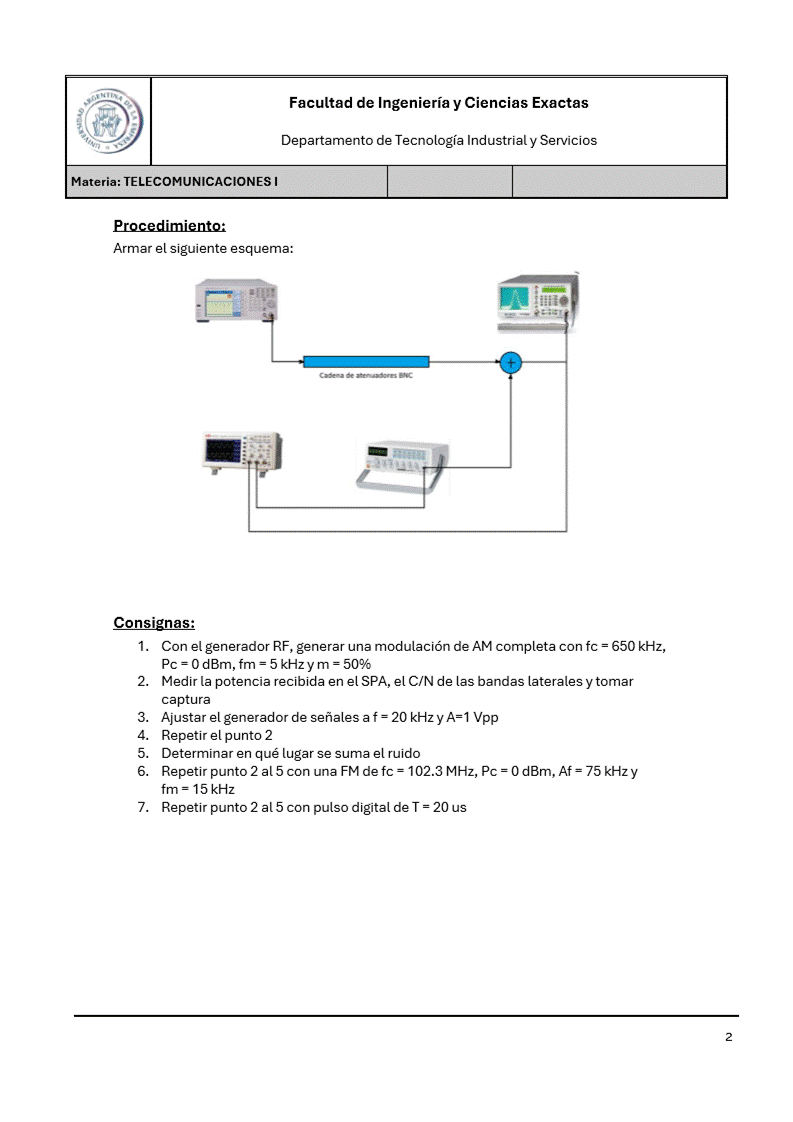 UNIVERSIDAD ARGENTINA DE LA EMPRESA
Facultad de Ingeniería y Ciencias Exactas
Departamento de Tecnología Industrial y Servicios
Materia: TELECOMUNICACIONES I
Procedimiento:
Armar el siguiente esquema:
Cadena de atenuadores BNC
+
Consignas:
1. Con el generador RF, generar una modulación de AM completa con fc = 650 kHz,
Pc = 0 dBm, fm = 5 kHz y m = 50%
2. Medir la potencia recibida en el SPA, el C/N de las bandas laterales y tomar
captura
3. Ajustar el generador de señales a f = 20 kHz y A=1 Vpp
4. Repetir el punto 2
5. Determinar en qué lugar se suma el ruido
6. Repetir punto 2 al 5 con una FM de fc = 102.3 MHz, Pc = 0 dBm, Af = 75 kHz y
fm = 15 kHz
7. Repetir punto 2 al 5 con pulso digital de T = 20 us
2